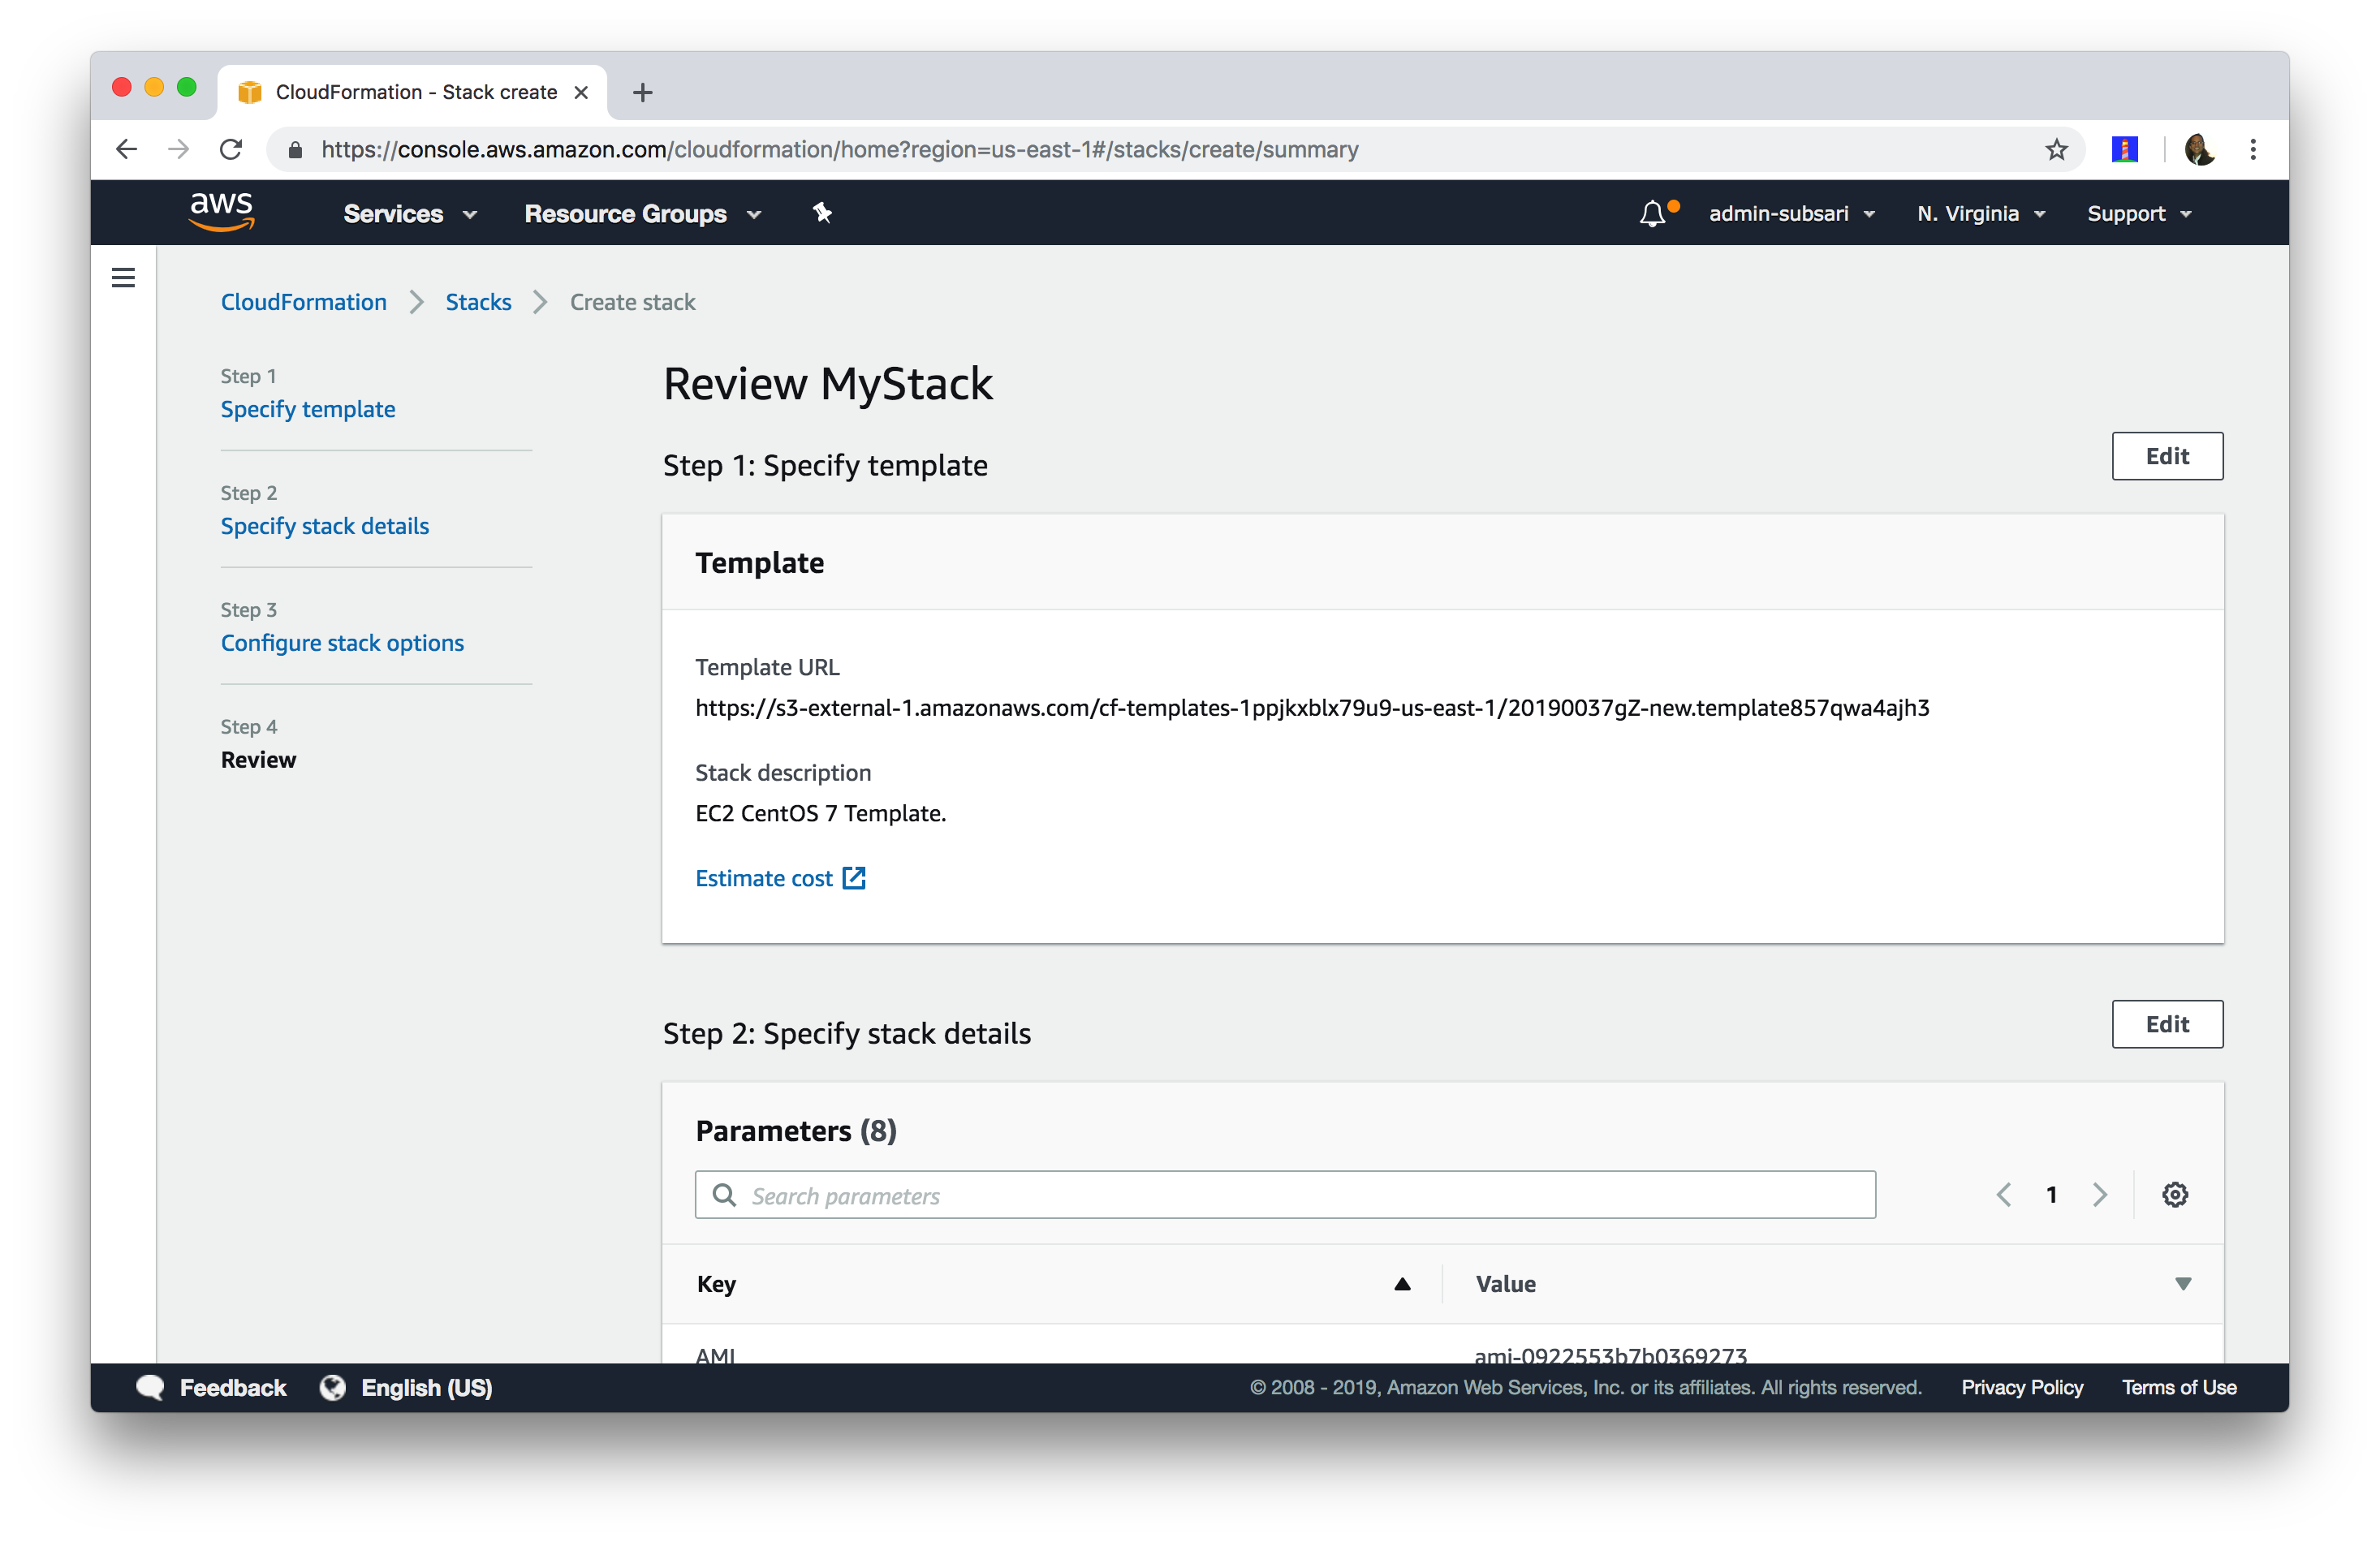 CloudFormation - Stack create
https://console.aws.amazon.com/cloudformation/home?region=us-east-1#/stacks/create/summary
aws Services Resource Groups admin-subsari N. Virginia Support
CloudFormation Stacks Create stack
Step 1
Specify template
Step 2
Specify stack details
Step 3
Configure stack options
Step 4
Review
Review MyStack
Step 1: Specify template
Edit
Template
Template URL
https://s3-external-1.amazonaws.com/cf-templates-1ppjkxblx79u9-us-east-1/20190037gZ-new.template857qwa4ajh3
Stack description
EC2 CentOS 7 Template.
Estimate cost
Step 2: Specify stack details
Edit
Parameters (8)
Search parameters
1
Key Value
AMI ami-0922553b7b0369273
Feedback English (US) © 2008 - 2019, Amazon Web Services, Inc. or its affiliates. All rights reserved. Privacy Policy Terms of Use